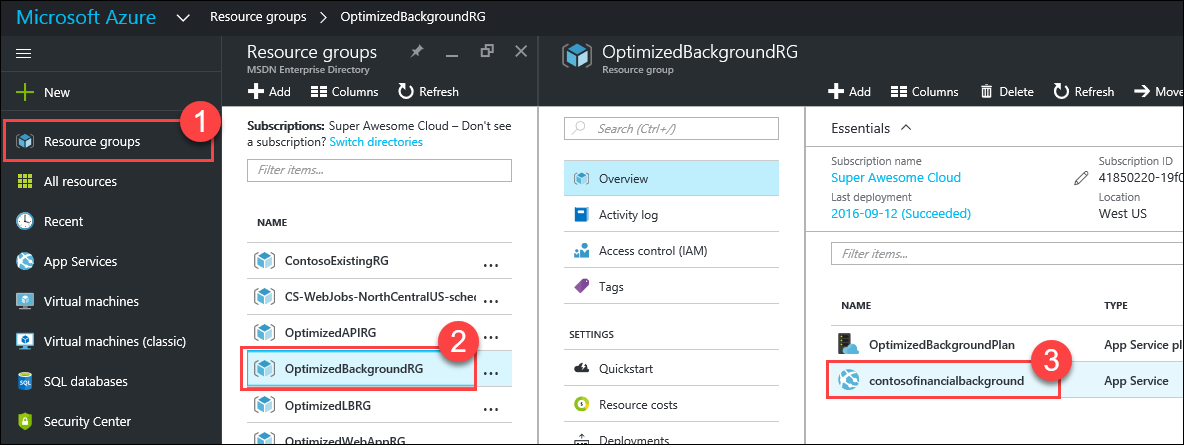 Microsoft Azure Resource groups > OptimizedBackgroundRG
New
1
Resource groups
All resources
Recent
App Services
Virtual machines
Virtual machines (classic)
SQL databases
Security Center
Resource groups
MSDN Enterprise Directory
Add Columns Refresh
Subscriptions: Super Awesome Cloud – Don't see
a subscription? Switch directories
Filter items...
NAME
ContosoExistingRG ...
CS-WebJobs-NorthCentralUS-sched ...
OptimizedAPIRG ...
2
OptimizedBackgroundRG ...
OptimizedLBRG ...
OptimizedWebAppRG ...
OptimizedBackgroundRG
Resource group
Add Columns Delete Refresh Move
Search (Ctrl+/)
Overview
Activity log
Access control (IAM)
Tags
SETTINGS
Quickstart
Resource costs
Deployments
Essentials
Subscription name Subscription ID
Super Awesome Cloud 41850220-19f0
Last deployment Location
2016-09-12 (Succeeded) West US
Filter items...
NAME TYPE
OptimizedBackgroundPlan App Service pl
3
contosofinancialbackground App Service